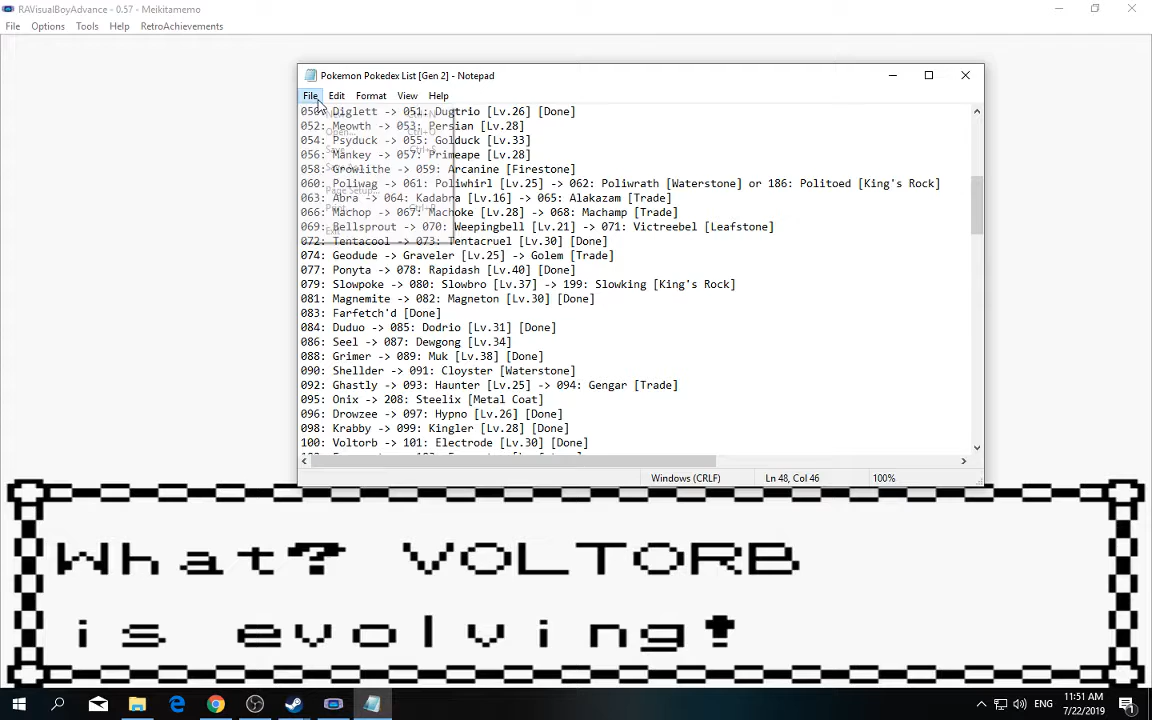 RAVisualBoyAdvance - 0.57 - Meikitamemo
File Options Tools Help RetroAchievements
Pokemon Pokedex List [Gen 2] - Notepad
File Edit Format View Help
050: Diglett -> 051: Dugtrio [Lv.26] [Done]
052: Meowth -> 053: Persian [Lv.28]
054: Psyduck -> 055: Golduck [Lv.33]
056: Mankey -> 057: Primeape [Lv.28]
058: Growlithe -> 059: Arcanine [Firestone]
060: Poliwag -> 061: Poliwhirl [Lv.25] -> 062: Poliwrath [Waterstone] or 186: Politoed [King's Rock]
063: Abra -> 064: Kadabra [Lv.16] -> 065: Alakazam [Trade]
066: Machop -> 067: Machoke [Lv.28] -> 068: Machamp [Trade]
069: Bellsprout -> 070: Weepingbell [Lv.21] -> 071: Victreebel [Leafstone]
072: Tentacool -> 073: Tentacruel [Lv.30] [Done]
074: Geodude -> Graveler [Lv.25] -> Golem [Trade]
077: Ponyta -> 078: Rapidash [Lv.40] [Done]
079: Slowpoke -> 080: Slowbro [Lv.37] -> 199: Slowking [King's Rock]
081: Magnemite -> 082: Magneton [Lv.30] [Done]
083: Farfetch'd [Done]
084: Duduo -> 085: Dodrio [Lv.31] [Done]
086: Seel -> 087: Dewgong [Lv.34]
088: Grimer -> 089: Muk [Lv.38] [Done]
090: Shellder -> 091: Cloyster [Waterstone]
092: Ghastly -> 093: Haunter [Lv.25] -> 094: Gengar [Trade]
095: Onix -> 208: Steelix [Metal Coat]
096: Drowzee -> 097: Hypno [Lv.26] [Done]
098: Krabby -> 099: Kingler [Lv.28] [Done]
100: Voltorb -> 101: Electrode [Lv.30] [Done]
Windows (CRLF) Ln 48, Col 46 100%
What? VOLTORB
is evolving!
ENG
11:51 AM
7/22/2019
1